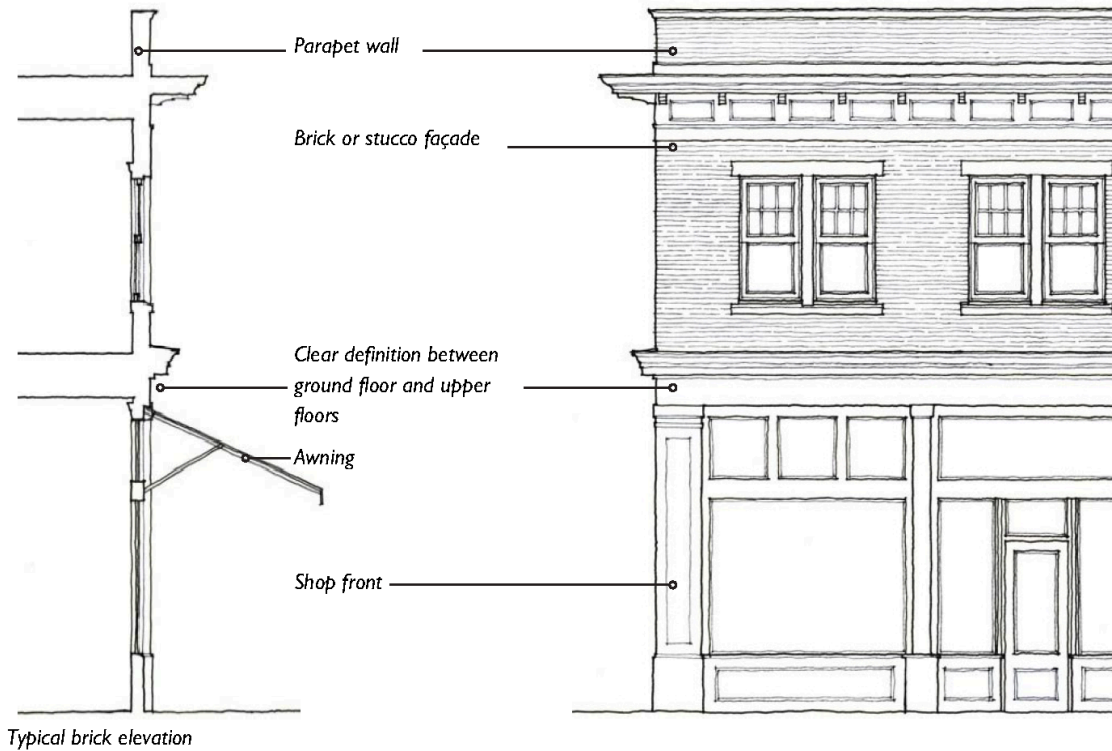 Parapet wall
Brick or stucco façade
Clear definition between
ground floor and upper
floors
Awning
Shop front
Typical brick elevation